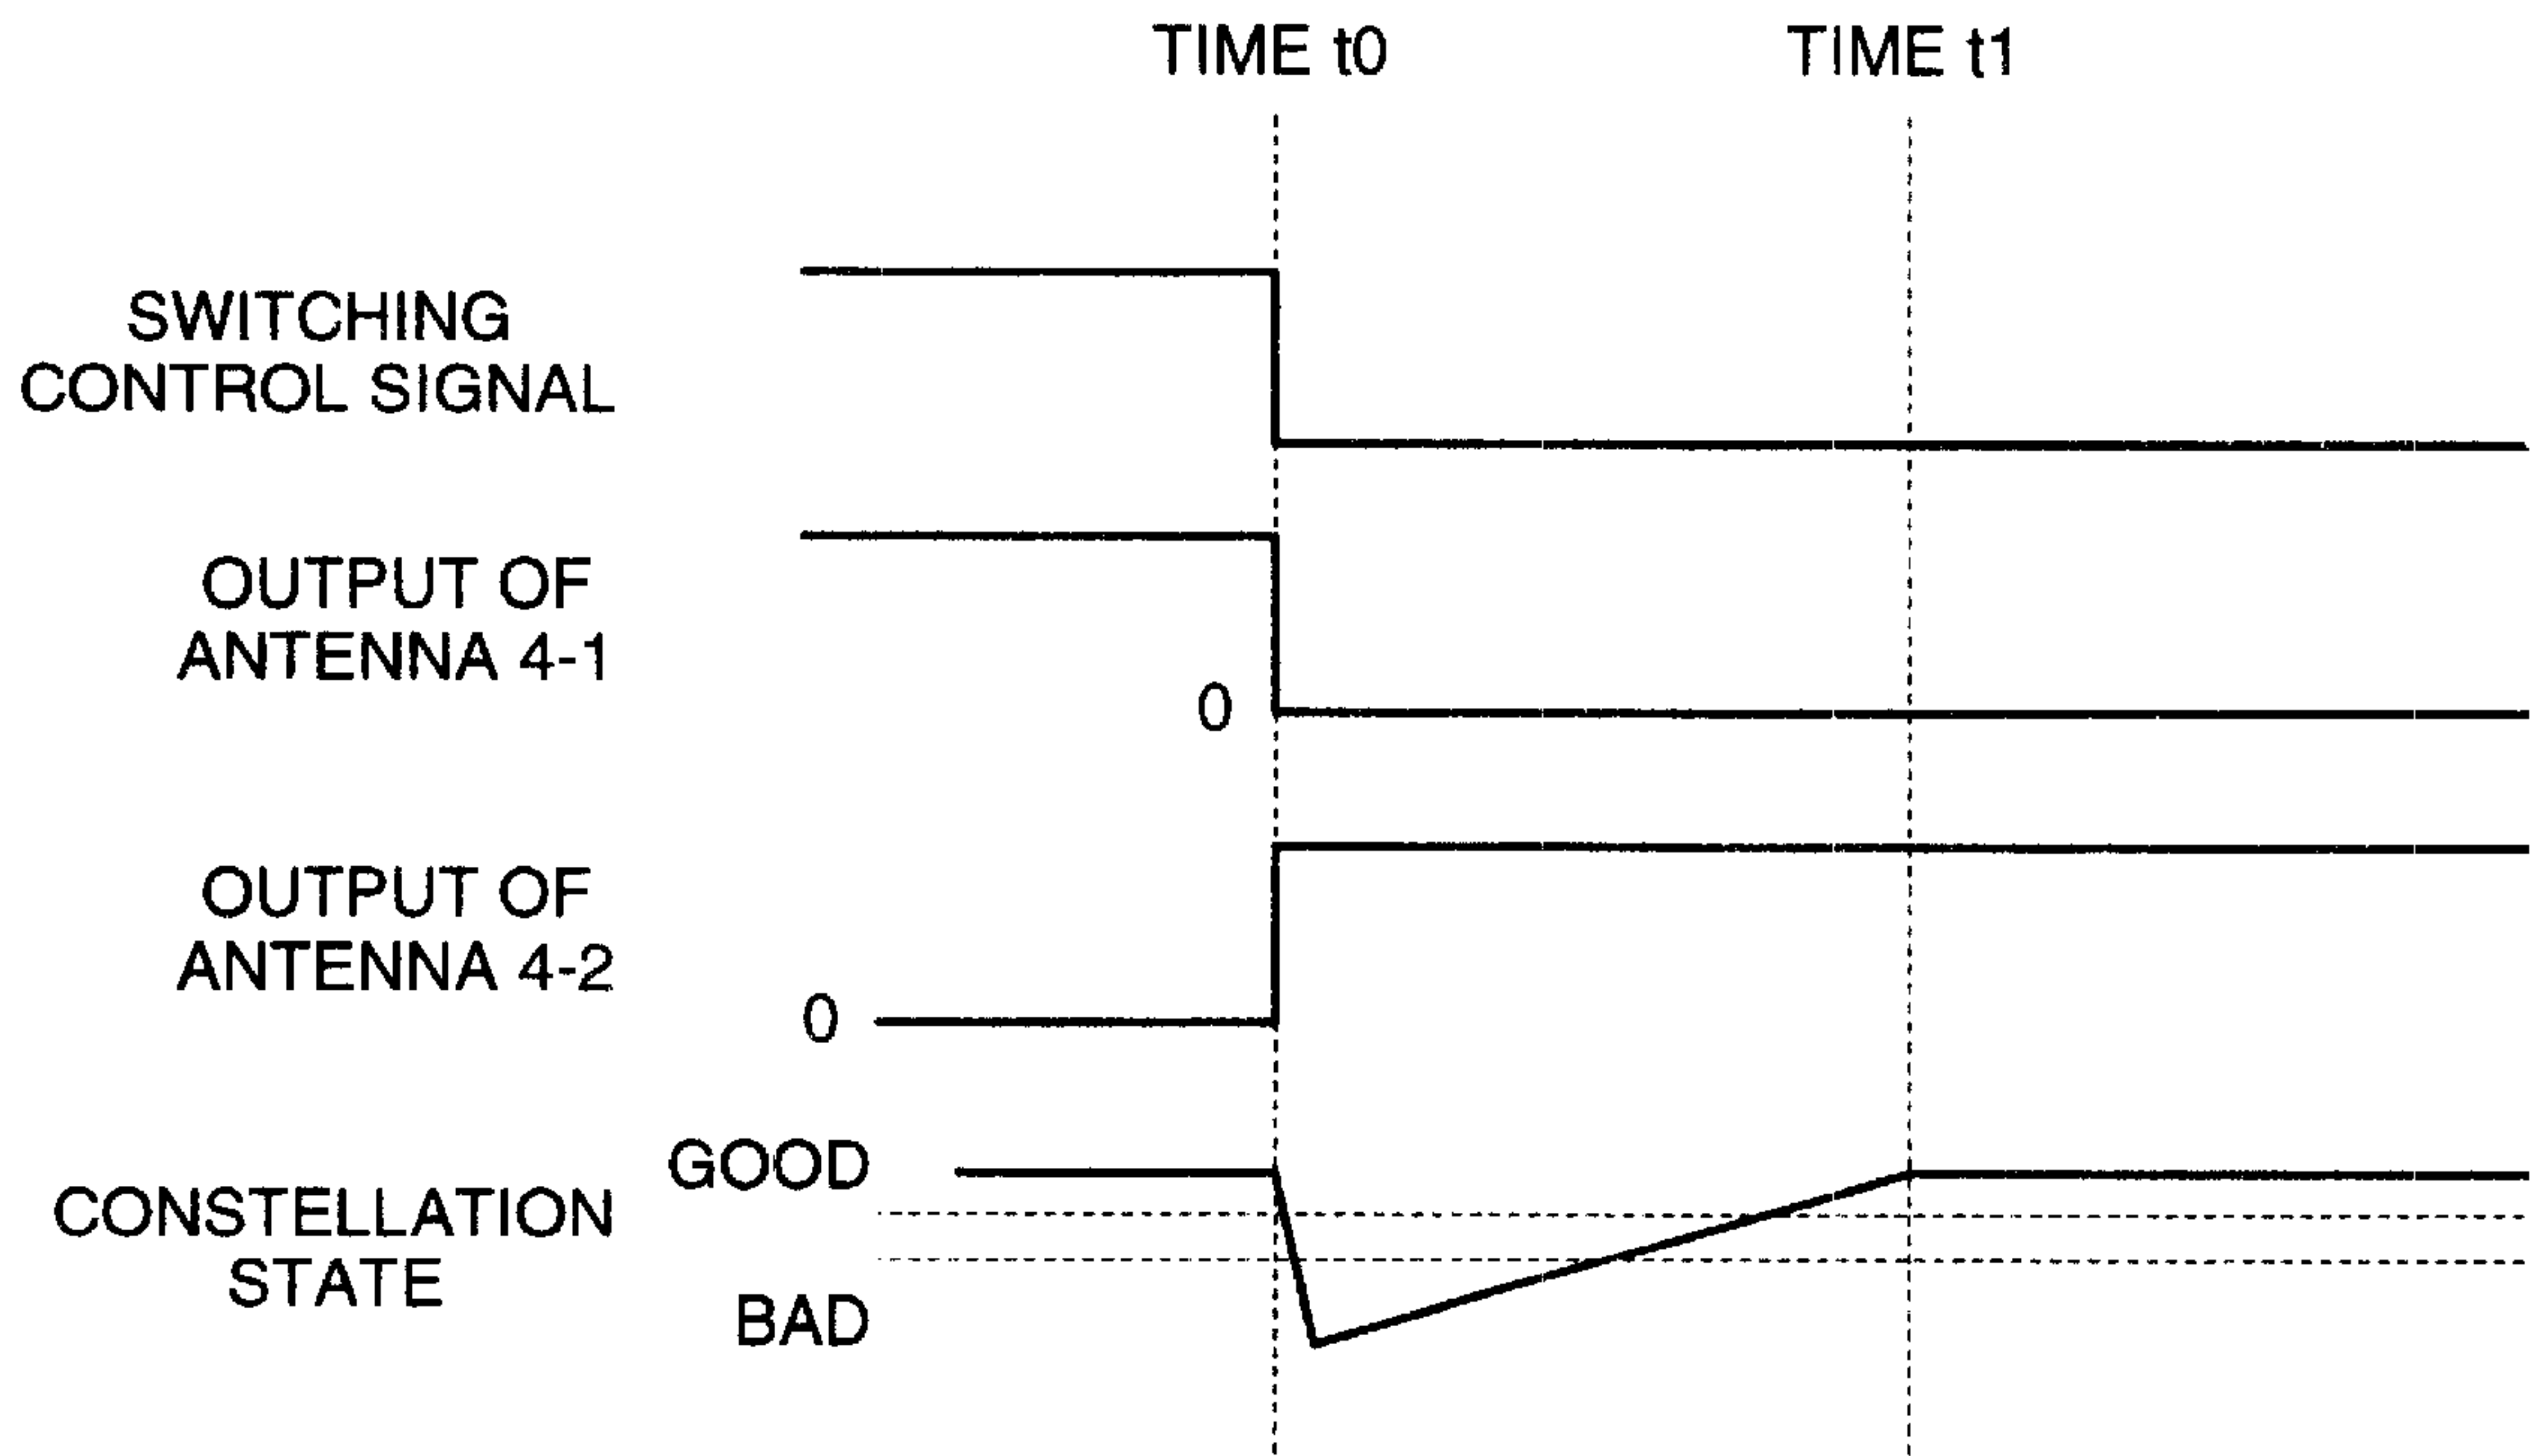 TIME t0
TIME t1
SWITCHING
CONTROL SIGNAL
OUTPUT OF
ANTENNA 4-1
0
OUTPUT OF
ANTENNA 4-2
0
CONSTELLATION
STATE
GOOD
BAD